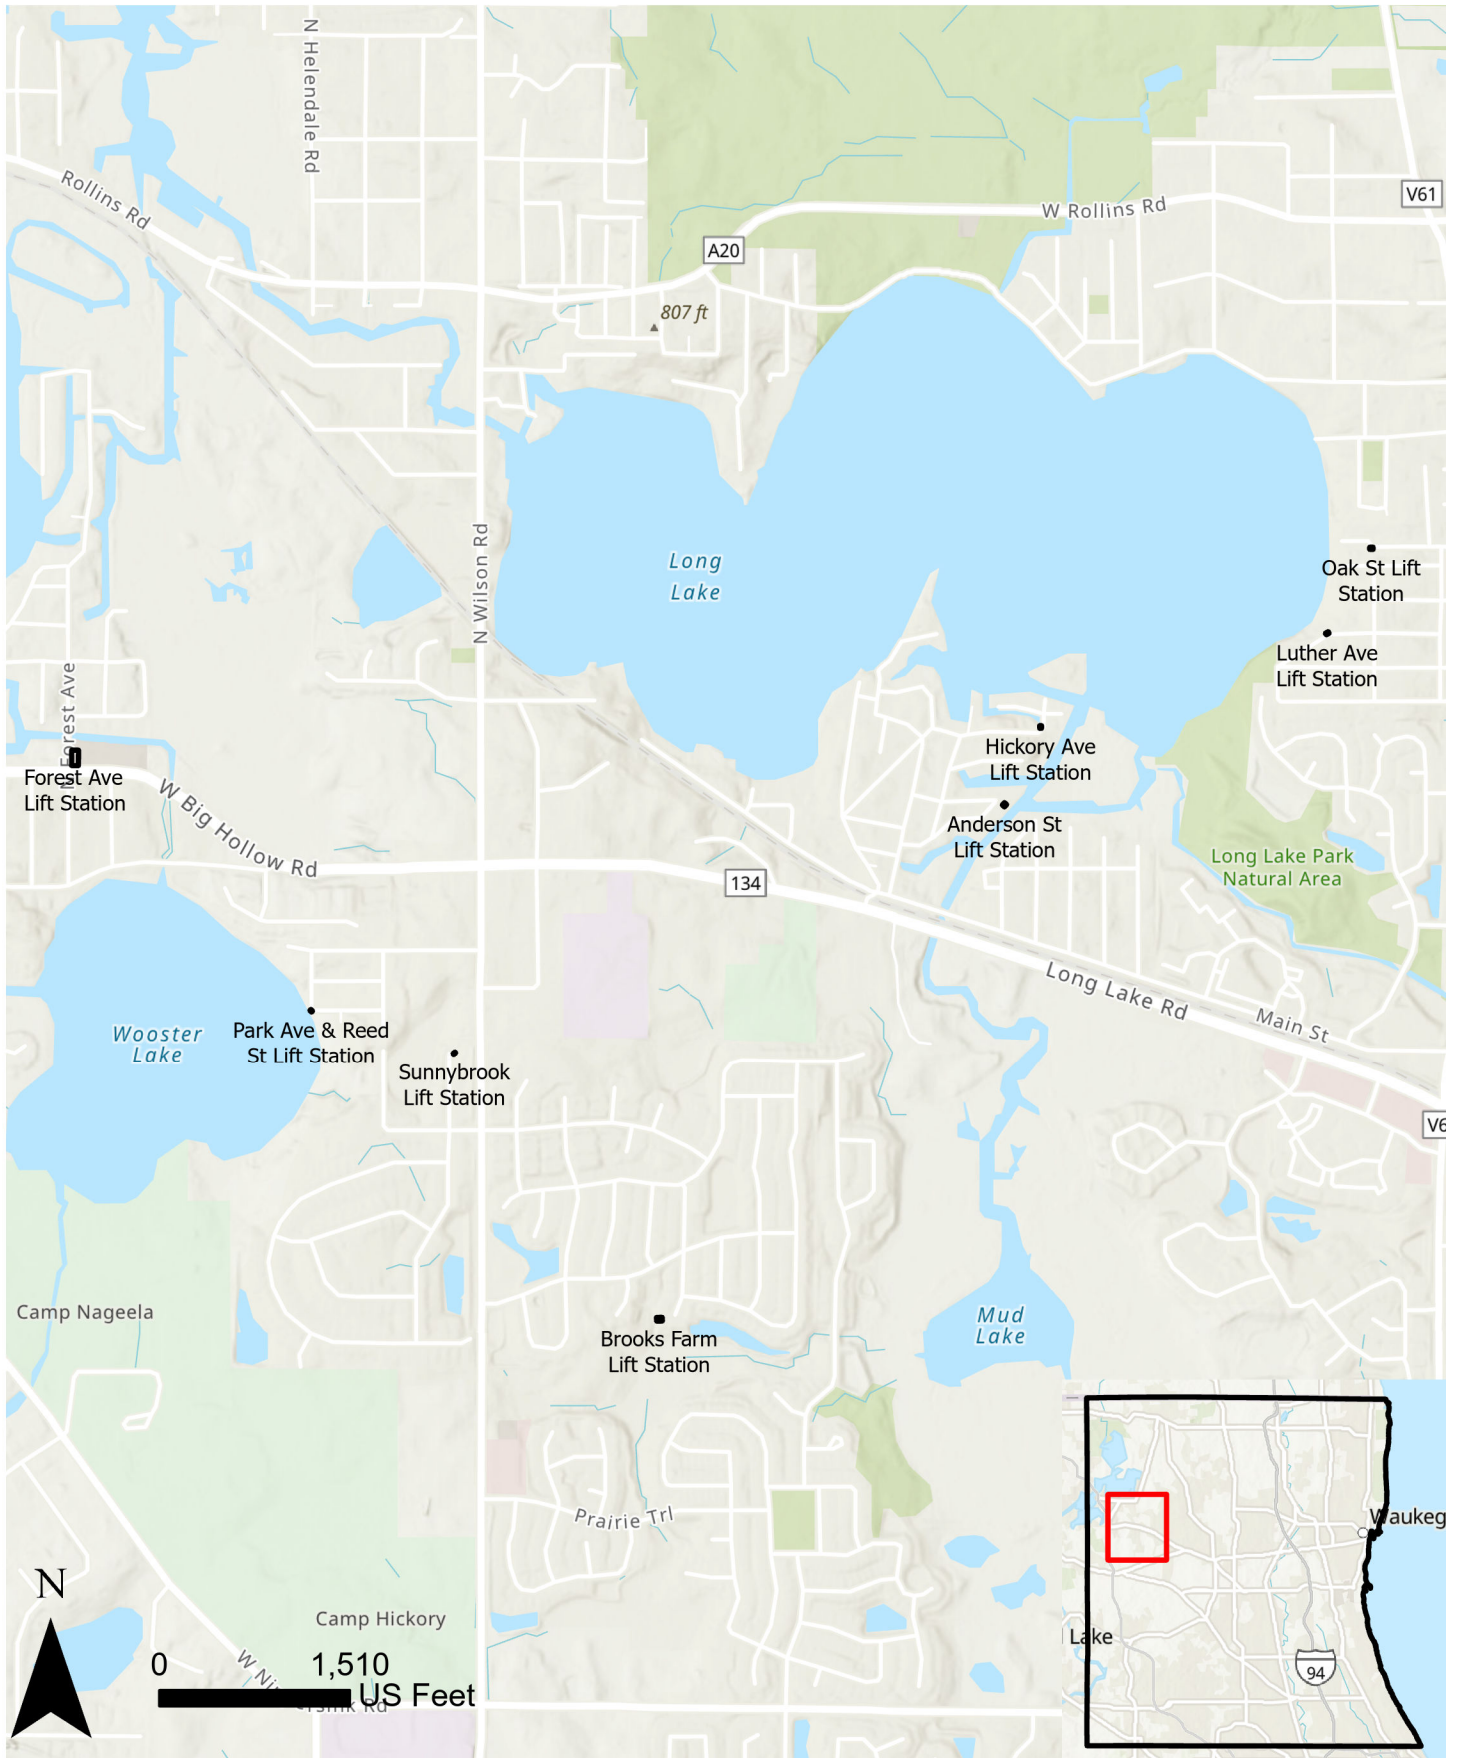 N Helendale Rd
Rollins Rd
W Rollins Rd
V61
A20
807 ft
Long
Lake
N Wilson Rd
Oak St Lift
Station
Luther Ave
Lift Station
N Forest Ave
Forest Ave
Lift Station
Hickory Ave
Lift Station
W Big Hollow Rd
Anderson St
Lift Station
Long Lake Park
Natural Area
134
Long Lake Rd
Main St
Wooster
Lake
Park Ave & Reed
St Lift Station
Sunnybrook
Lift Station
V6
Camp Nageela
Brooks Farm
Lift Station
Mud
Lake
Prairie Trl
Waukeg
N
Camp Hickory
Lake
0 1,510
US Feet
W Ni
rsink Rd
94